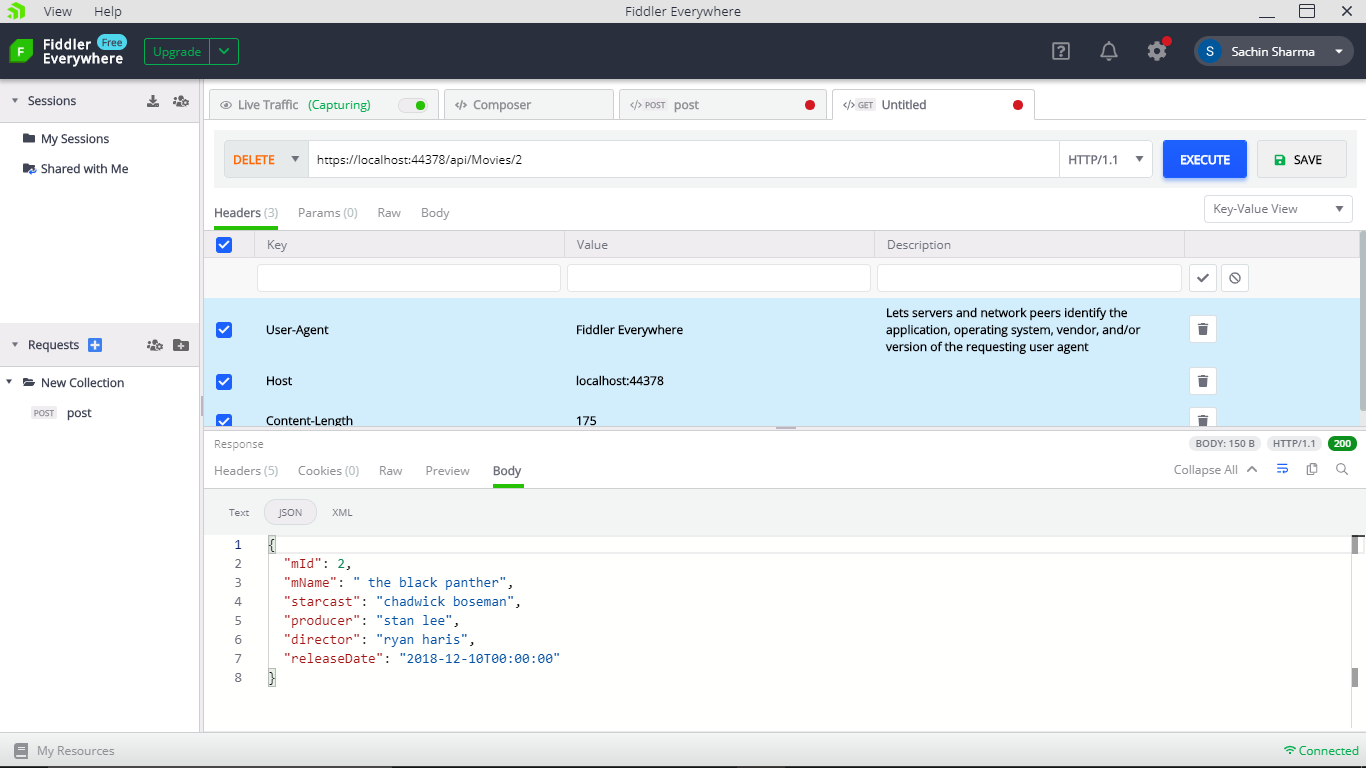 View Help Fiddler Everywhere
Fiddler Everywhere Free Upgrade S Sachin Sharma
Sessions
My Sessions
Shared with Me
Requests
New Collection
POST post
Live Traffic (Capturing) Composer POST post GET Untitled
DELETE https://localhost:44378/api/Movies/2 HTTP/1.1 EXECUTE SAVE
Headers (3) Params (0) Raw Body Key-Value View
Key Value Description
User-Agent Fiddler Everywhere Lets servers and network peers identify the
application, operating system, vendor, and/or
version of the requesting user agent
Host localhost:44378
Content-Length 175
Response BODY: 150 B HTTP/1.1 200
Headers (5) Cookies (0) Raw Preview Body Collapse All
Text JSON XML
1 {
2 "mId": 2,
3 "mName": " the black panther",
4 "starcast": "chadwick boseman",
5 "producer": "stan lee",
6 "director": "ryan haris",
7 "releaseDate": "2018-12-10T00:00:00"
8 }
My Resources Connected